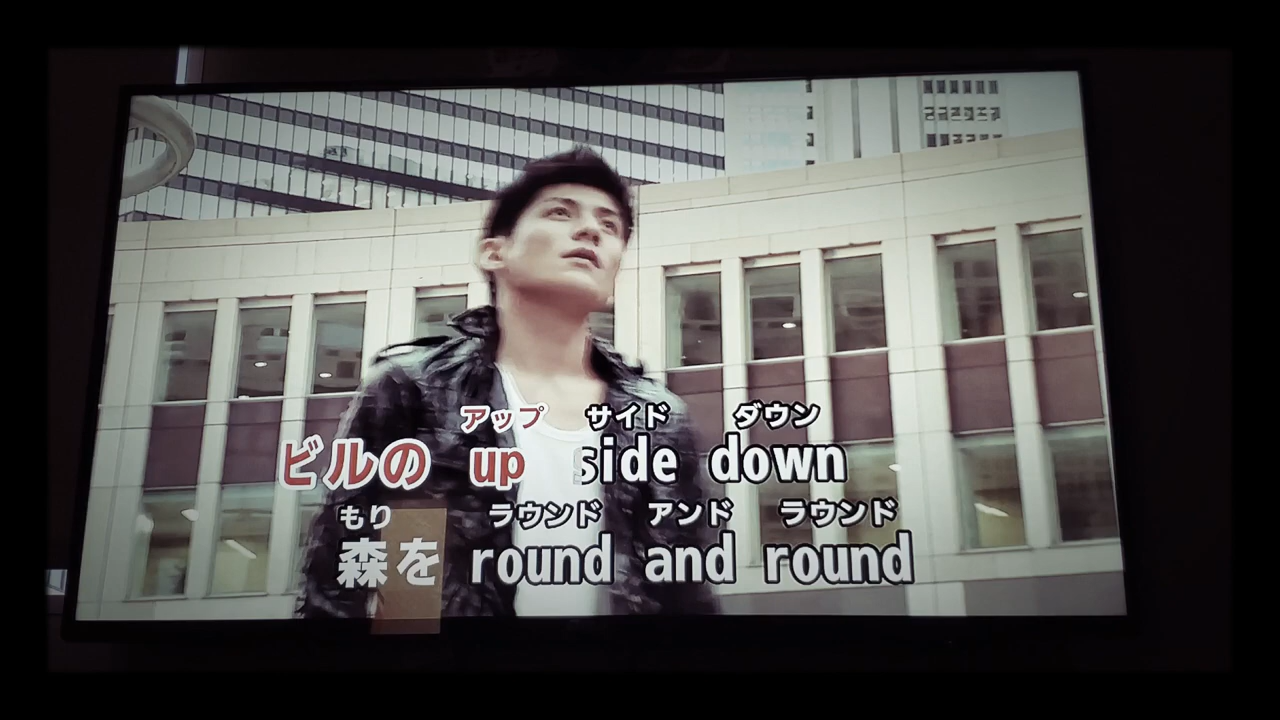 アップ サイド ダウン
ビルの up side down
もり ラウンド アンド ラウンド
森を round and round